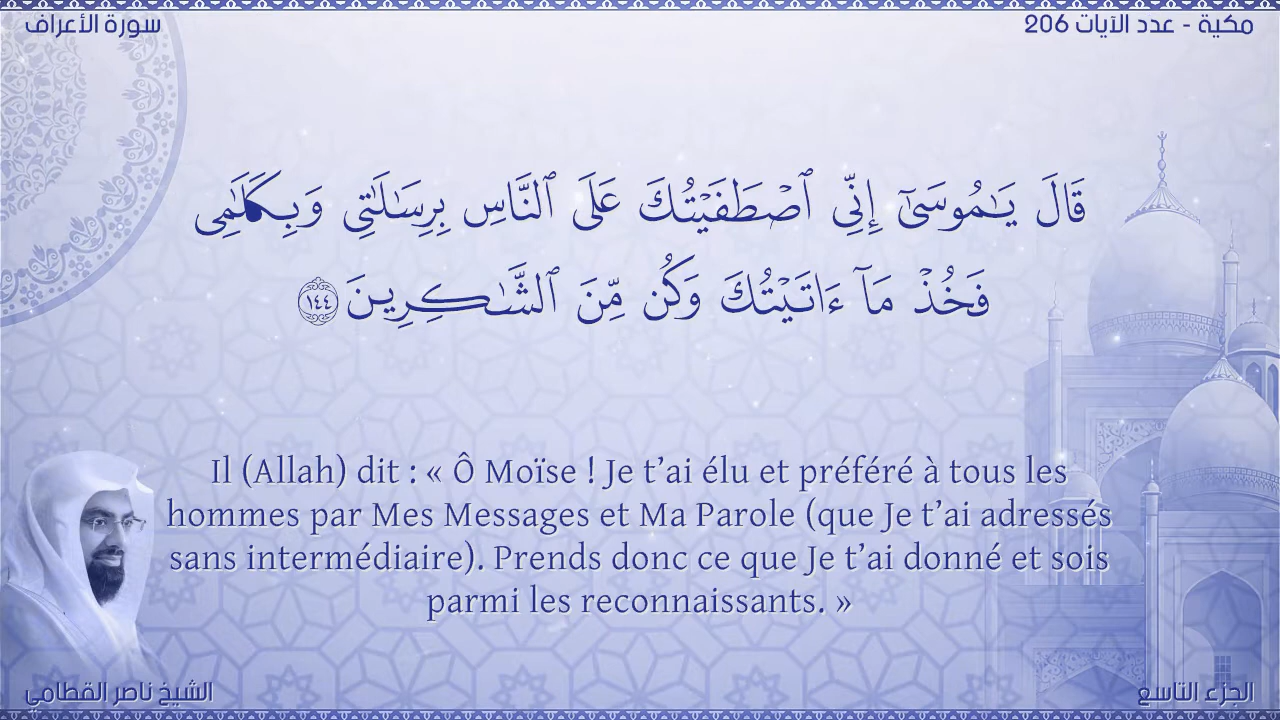 سورة الأعراف
مكية - عدد الآيات 206
قَالَ يَـٰمُوسَىٰٓ إِنِّى ٱصْطَفَيْتُكَ عَلَى ٱلنَّاسِ بِرِسَـٰلَـٰتِى وَبِكَلَـٰمِى
فَخُذْ مَآ ءَاتَيْتُكَ وَكُن مِّنَ ٱلشَّـٰكِرِينَ ١٤٤
Il (Allah) dit : « Ô Moïse ! Je t’ai élu et préféré à tous les
hommes par Mes Messages et Ma Parole (que Je t’ai adressés
sans intermédiaire). Prends donc ce que Je t’ai donné et sois
parmi les reconnaissants. »
الشيخ ناصر القطامي
الجزء التاسع